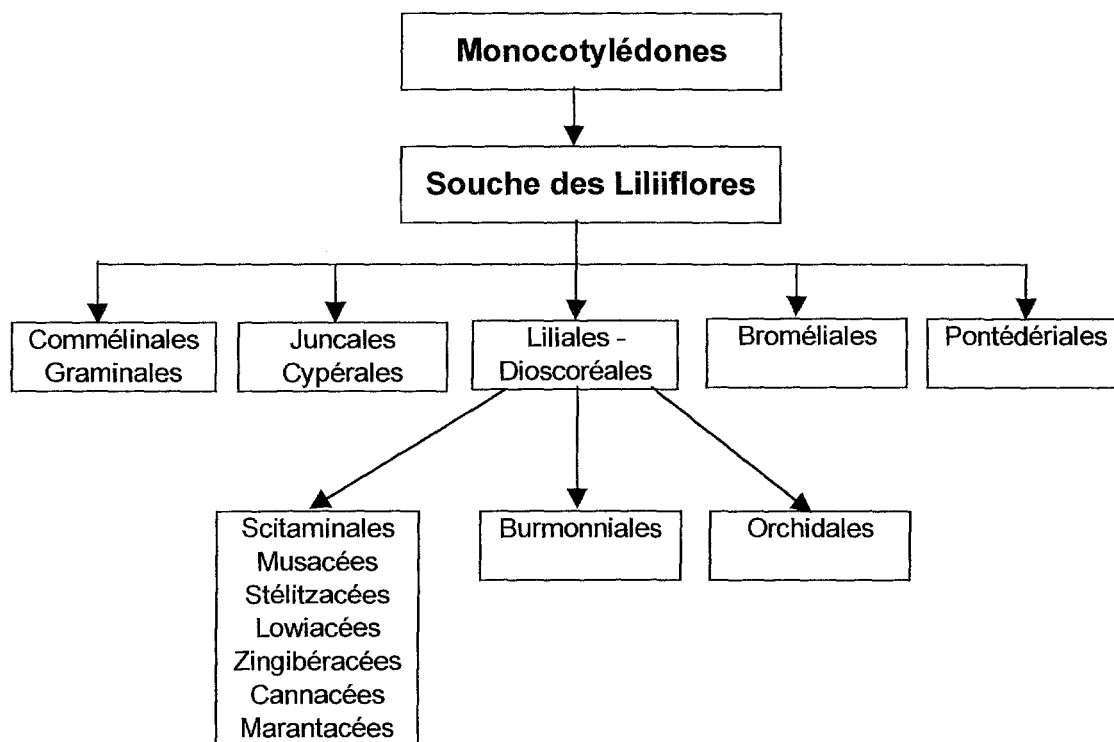 Monocotylédones
Souche des Liliiflores
Commélinales
Graminales
Juncales
Cypérales
Liliales -
Dioscoréales
Broméliales
Pontédériales
Scitaminales
Musacées
Stélitzacées
Lowiacées
Zingibéracées
Cannacées
Marantacées
Burmonniales
Orchidales